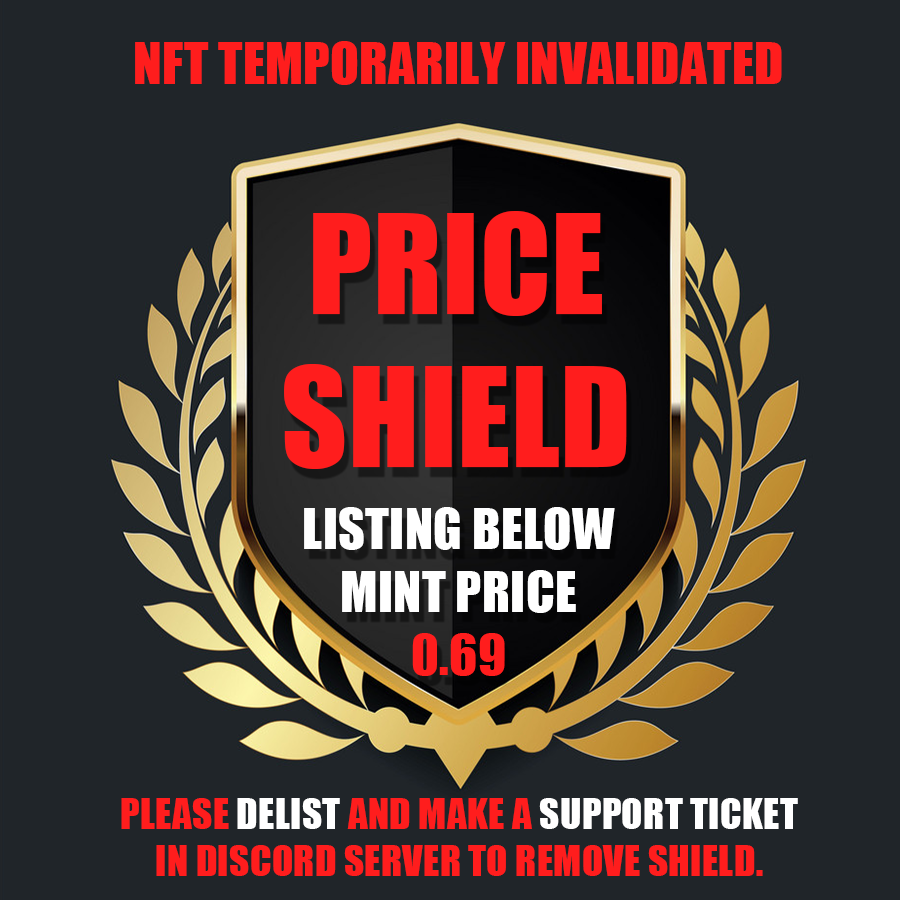 NFT TEMPORARILY INVALIDATED
PRICE
SHIELD
LISTING BELOW
MINT PRICE
0.69
PLEASE DELIST AND MAKE A SUPPORT TICKET
IN DISCORD SERVER TO REMOVE SHIELD.